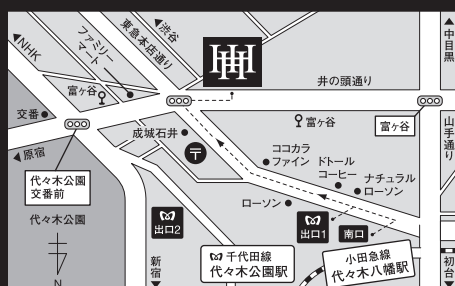 NHK
ファミリー
マート
東急本店通り
渋谷
HH
中目黒
井の頭通り
富ヶ谷
富ヶ谷
富ヶ谷
山手通り
交番
成城石井
〒
原宿
代々木公園
交番前
代々木公園
ココカラ
ファイン
ドトール
コーヒー
ナチュラル
ローソン
ローソン
出口2
出口1
南口
新宿
千代田線
代々木公園駅
小田急線
代々木八幡駅
初台
N